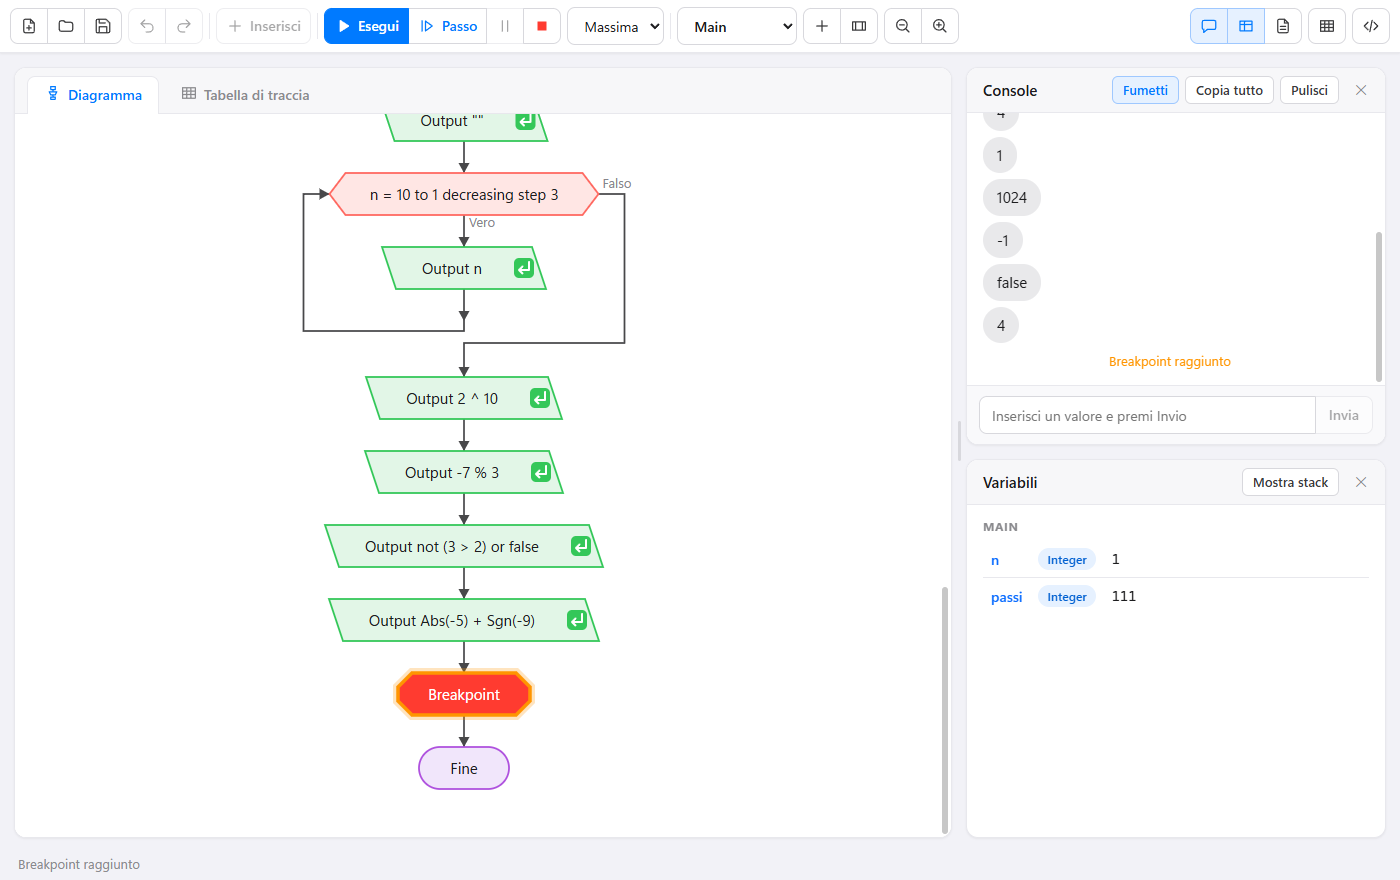 Inserisci
Esegui
Passo
Massima
Main
Diagramma
Tabella di traccia
Output ""
n = 10 to 1 decreasing step 3
Falso
Vero
Output n
Output 2 ^ 10
Output -7 % 3
Output not (3 > 2) or false
Output Abs(-5) + Sgn(-9)
Breakpoint
Fine
Console
Fumetti
Copia tutto
Pulisci
4
1
1024
-1
false
4
Breakpoint raggiunto
Inserisci un valore e premi Invio
Invia
Variabili
Mostra stack
MAIN
n Integer 1
passi Integer 111
Breakpoint raggiunto